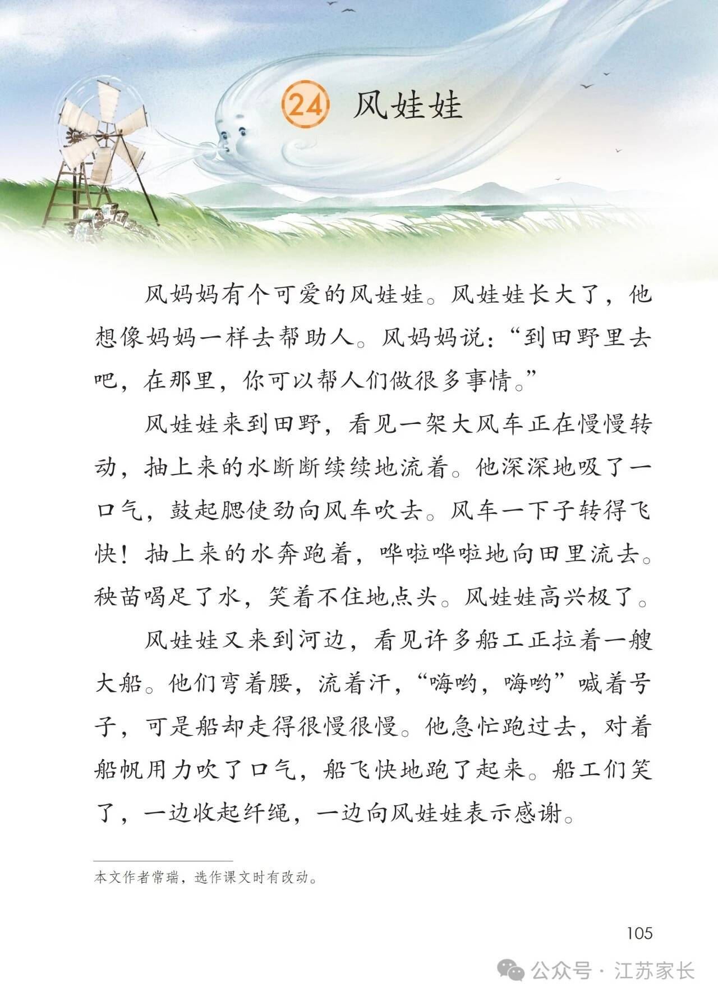 24 风娃娃
风妈妈有个可爱的风娃娃。风娃娃长大了，他
想像妈妈一样去帮助人。风妈妈说：“到田野里去
吧，在那里，你可以帮人们做很多事情。”
风娃娃来到田野，看见一架大风车正在慢慢转
动，抽上来的水断断续续地流着。他深深地吸了一
口气，鼓起腮使劲向风车吹去。风车一下子转得飞
快！抽上来的水奔跑着，哗啦哗啦地向田里流去。
秧苗喝足了水，笑着不住地点头。风娃娃高兴极了。
风娃娃又来到河边，看见许多船工正拉着一艘
大船。他们弯着腰，流着汗，“嗨哟，嗨哟”喊着号
子，可是船却走得很慢很慢。他急忙跑过去，对着
船帆用力吹了口气，船飞快地跑了起来。船工们笑
了，一边收起纤绳，一边向风娃娃表示感谢。
本文作者常瑞，选作课文时有改动。
105
公众号·江苏家长